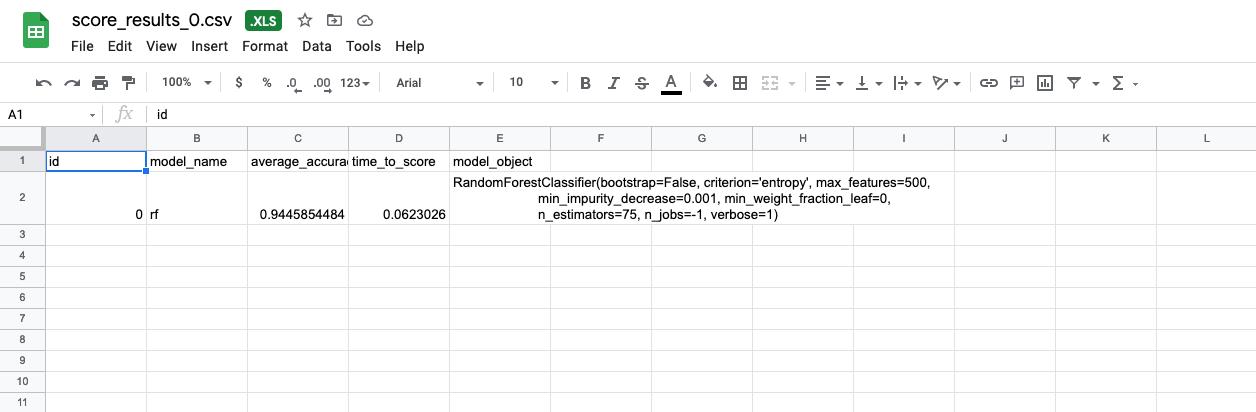 score_results_0.csv .XLS
File Edit View Insert Format Data Tools Help
100% $ % .0 .00 123 Arial 10 B I S A Σ
A1 fx id
A B C D E F G H I J K L
1 id model_name average_accura time_to_score model_object
RandomForestClassifier(bootstrap=False, criterion='entropy', max_features=500,
2 min_impurity_decrease=0.001, min_weight_fraction_leaf=0,
0 rf 0.9445854484 0.0623026 n_estimators=75, n_jobs=-1, verbose=1)
3
4
5
6
7
8
9
10
11